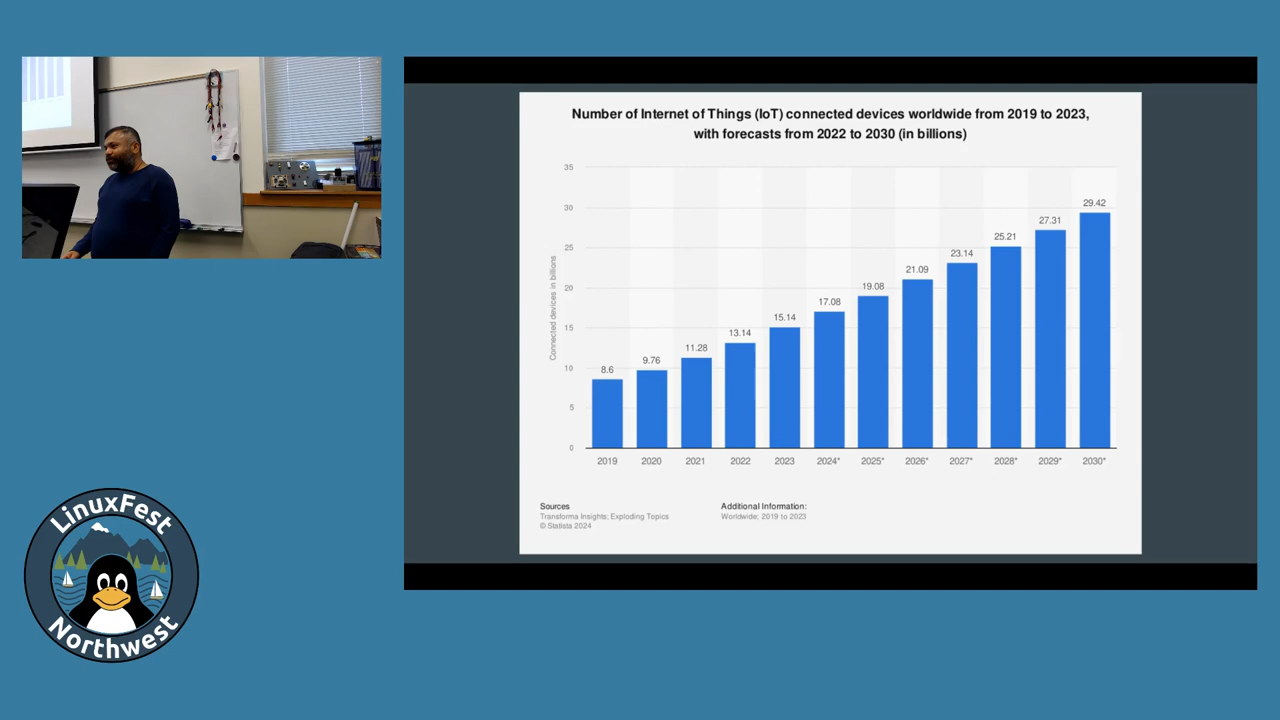 Number of Internet of Things (IoT) connected devices worldwide from 2019 to 2023,
with forecasts from 2022 to 2030 (in billions)
Connected devices in billions
35
30
25
20
15
10
5
0
8.6
9.76
11.28
13.14
15.14
17.08
19.08
21.09
23.14
25.21
27.31
29.42
2019 2020 2021 2022 2023 2024* 2025* 2026* 2027* 2028* 2029* 2030*
Sources
Transforma Insights; Exploding Topics
© Statista 2024
Additional Information:
Worldwide; 2019 to 2023
LinuxFest
Northwest